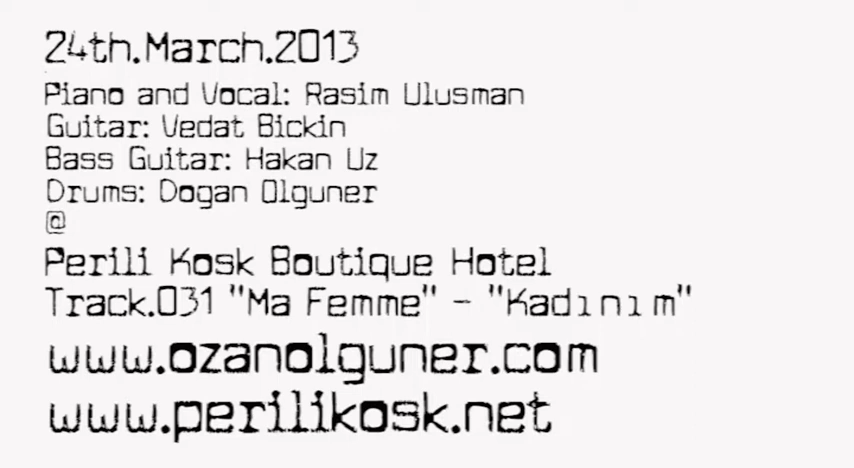 24th.March.2013
Piano and Vocal: Rasim Ulusman
Guitar: Vedat Bickin
Bass Guitar: Hakan Uz
Drums: Dogan Olguner
@
Perili Kosk Boutique Hotel
Track.031 "Ma Femme" - "Kadınım"
www.ozanolguner.com
www.perilikosk.net